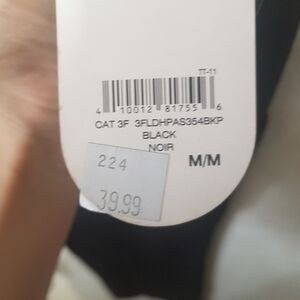 TT-11
4 10012 81755 6
CAT 3F 3FLDHPAS354BKP
BLACK
NOIR
M/M
224
39.99